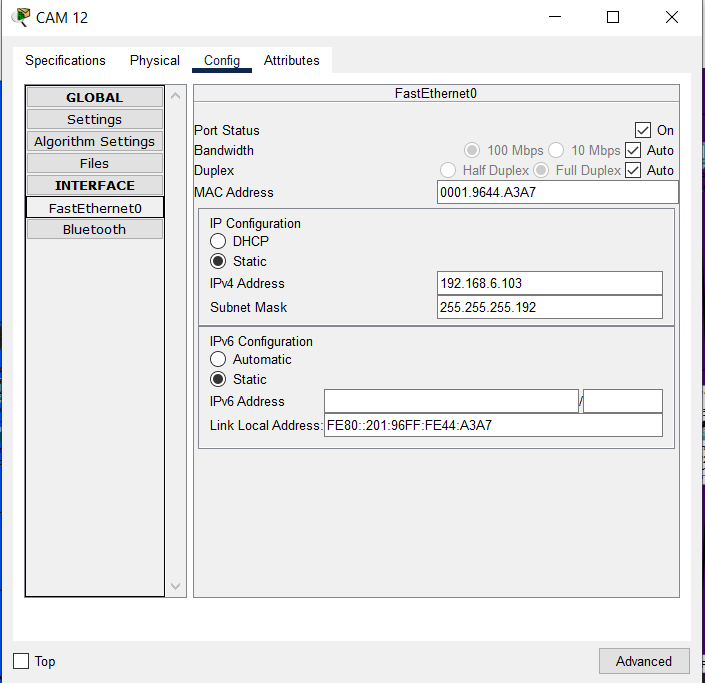 CAM 12
Specifications Physical Config Attributes
GLOBAL
Settings
Algorithm Settings
Files
INTERFACE
FastEthernet0
Bluetooth
FastEthernet0
Port Status On
Bandwidth 100 Mbps 10 Mbps Auto
Duplex Half Duplex Full Duplex Auto
MAC Address 0001.9644.A3A7
IP Configuration
DHCP
Static
IPv4 Address 192.168.6.103
Subnet Mask 255.255.255.192
IPv6 Configuration
Automatic
Static
IPv6 Address /
Link Local Address: FE80::201:96FF:FE44:A3A7
Top Advanced